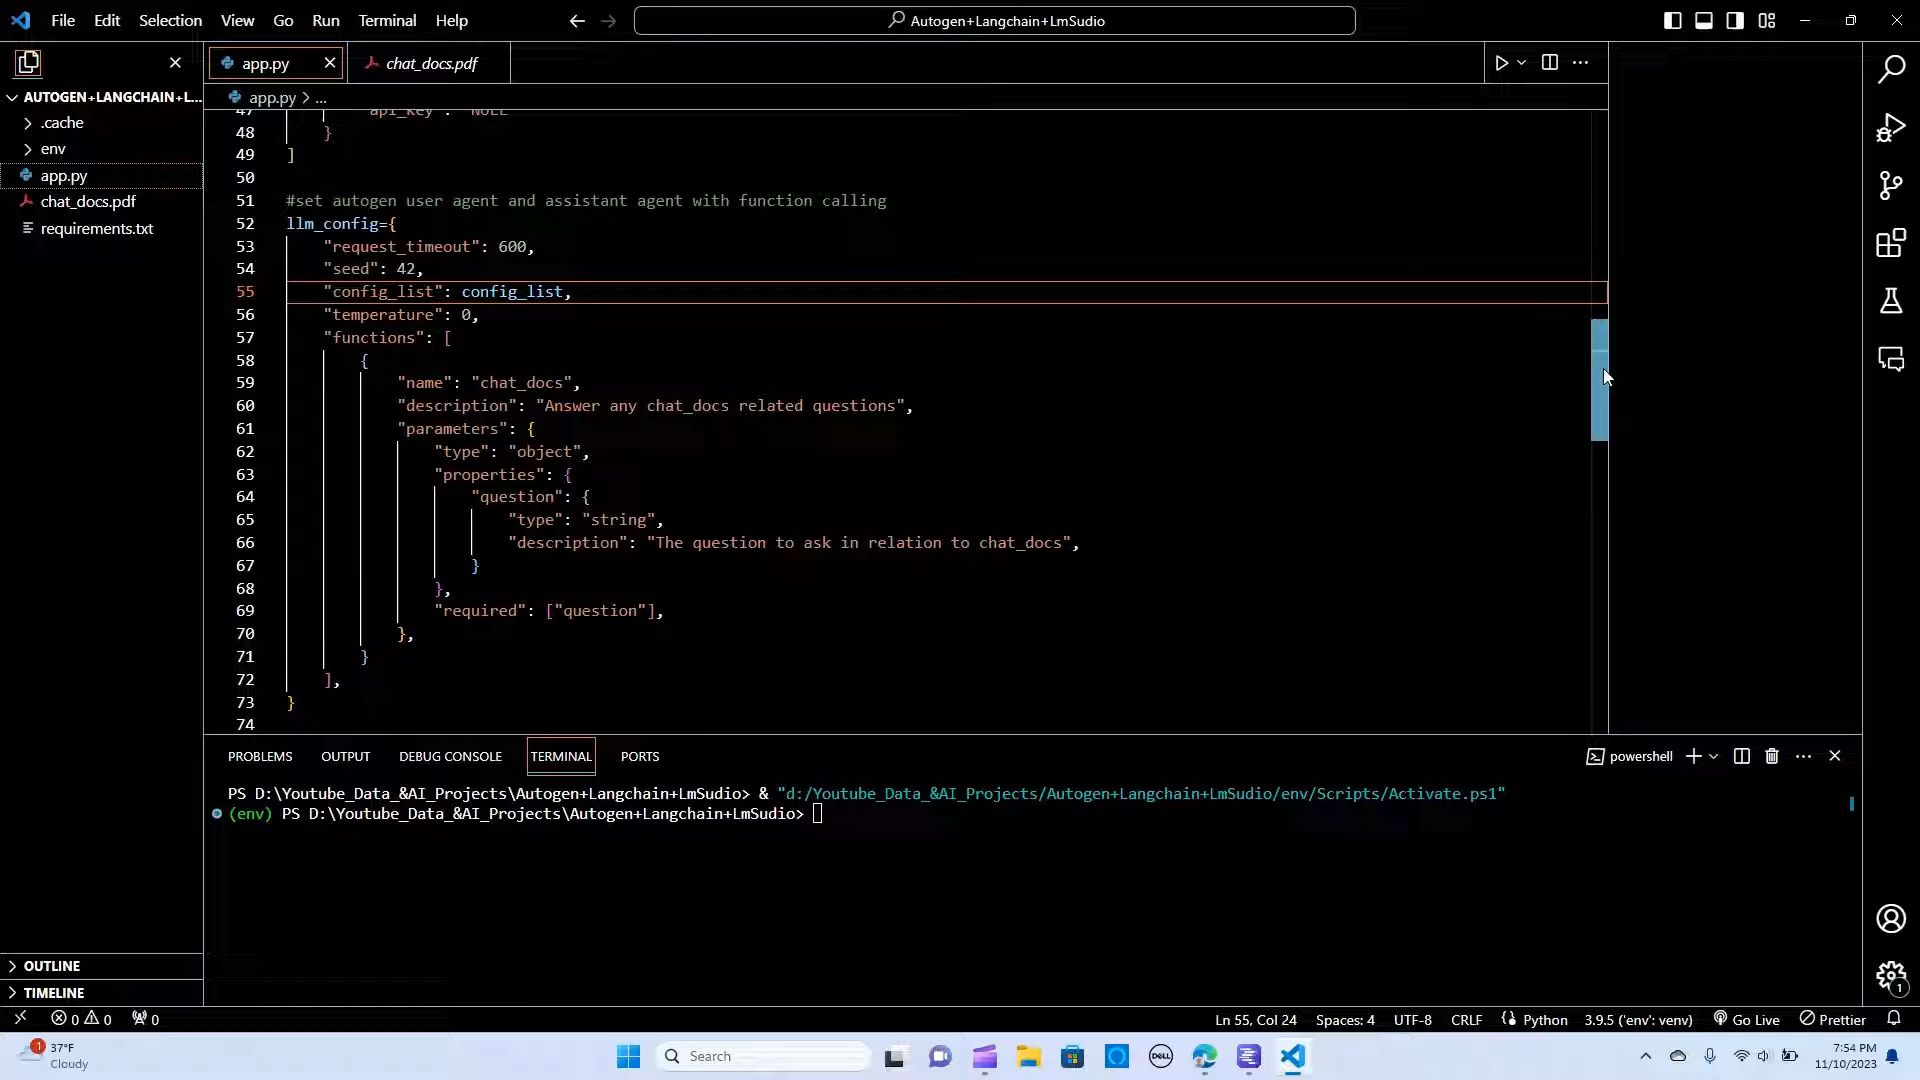 File Edit Selection View Go Run Terminal Help
Autogen+Langchain+LmSudio
AUTOGEN+LANGCHAIN+L...
.cache
env
app.py
chat_docs.pdf
requirements.txt
OUTLINE
TIMELINE
app.py
chat_docs.pdf
app.py > ...
47 "api_key": "NULL"
48 }
49 ]
50
51 #set autogen user agent and assistant agent with function calling
52 llm_config={
53 "request_timeout": 600,
54 "seed": 42,
55 "config_list": config_list,
56 "temperature": 0,
57 "functions": [
58 {
59 "name": "chat_docs",
60 "description": "Answer any chat_docs related questions",
61 "parameters": {
62 "type": "object",
63 "properties": {
64 "question": {
65 "type": "string",
66 "description": "The question to ask in relation to chat_docs",
67 }
68 },
69 "required": ["question"],
70 },
71 }
72 ],
73 }
74
PROBLEMS OUTPUT DEBUG CONSOLE TERMINAL PORTS
powershell
PS D:\Youtube_Data_&AI_Projects\Autogen+Langchain+LmSudio> & "d:/Youtube_Data_&AI_Projects/Autogen+Langchain+LmSudio/env/Scripts/Activate.ps1"
(env) PS D:\Youtube_Data_&AI_Projects\Autogen+Langchain+LmSudio>
1
0 0 0
Ln 55, Col 24 Spaces: 4 UTF-8 CRLF Python 3.9.5 ('env': venv) Go Live Prettier
1
37°F
Cloudy
Search
DELL
7:54 PM
11/10/2023